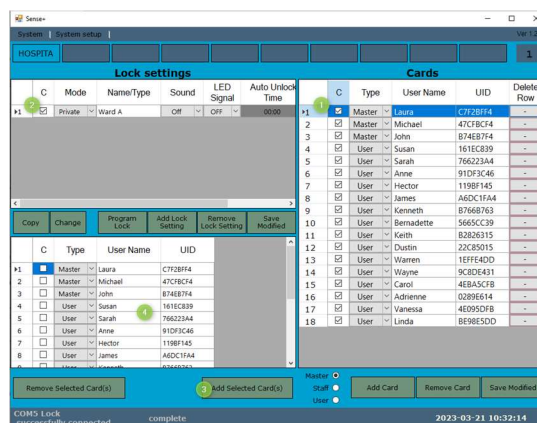 Sense+
System | System setup |
Ver 1.2
HOSPITA
1
Lock settings
C Mode Name/Type Sound LED Signal Auto Unlock Time
2
1 Private Ward A Off OFF 00:00
Copy Change Program Lock Add Lock Setting Remove Lock Setting Save Modified
C Type User Name UID
1 Master Laura C7F2BFF4
2 Master Michael 47CFBCF4
3 Master John B74EB7F4
4 User Susan 161EC839
5 User Sarah 766223A4
4
6 User Anne 91DF3C46
7 User Hector 119BF145
8 User James A6DC1FA4
Remove Selected Card(s)
3 Add Selected Card(s)
Cards
C Type User Name UID Delete Row
1
1 Master Laura C7F2BFF4 -
2 Master Michael 47CFBCF4 -
3 Master John B74EB7F4 -
4 User Susan 161EC839 -
5 User Sarah 766223A4 -
6 User Anne 91DF3C46 -
7 User Hector 119BF145 -
8 User James A6DC1FA4 -
9 User Kenneth B766B763 -
10 User Bernadette 5665CC39 -
11 User Keith B2826315 -
12 User Dustin 22C85015 -
13 User Warren 1EFFE4DD -
14 User Wayne 9C8DE431 -
15 User Carol 4EBA5CFB -
16 User Adrienne 0289E614 -
17 User Vanessa 4E095DFB -
18 User Linda BE98E5DD -
Master
Staff
User
Add Card Remove Card Save Modified
COM5 Lock
successfully connected
complete
2023-03-21 10:32:14